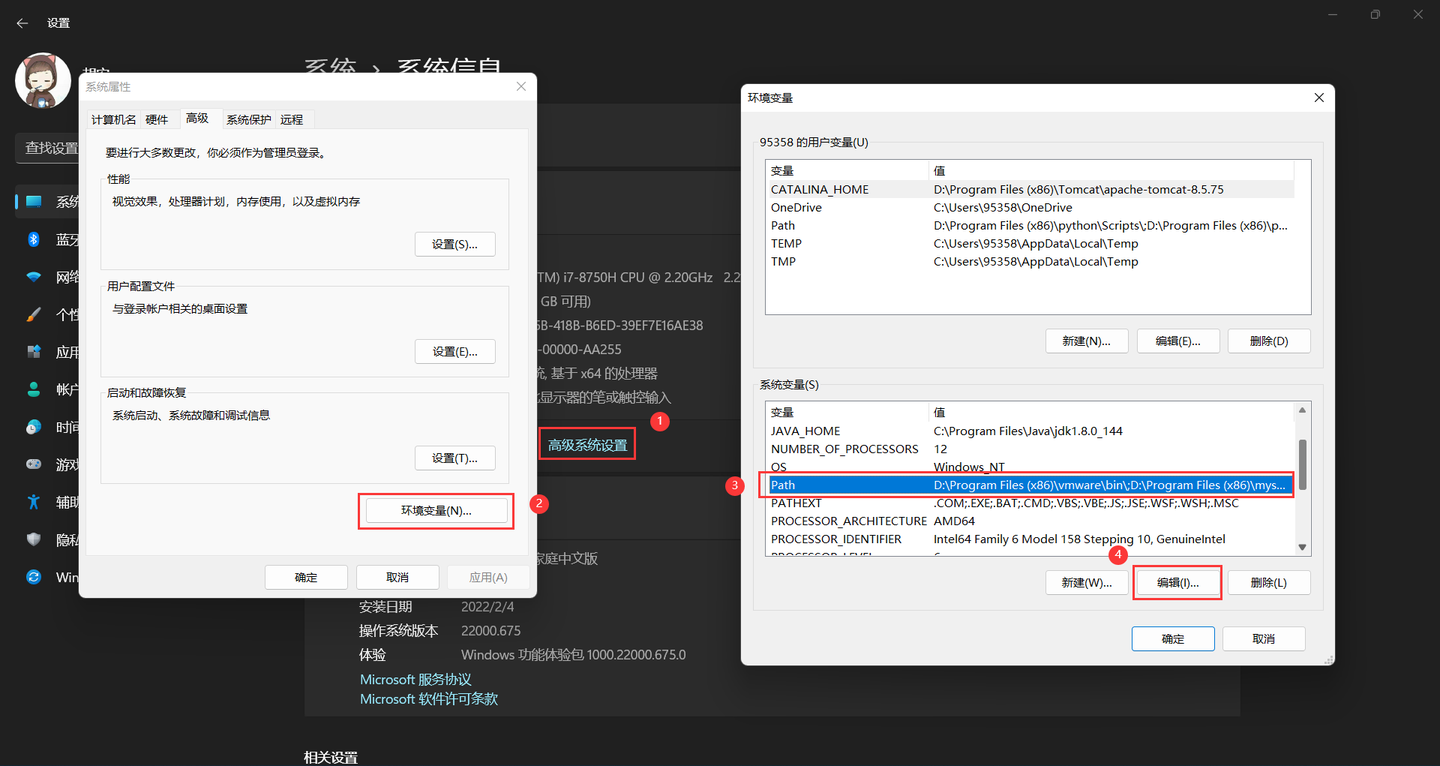 设置
系统 › 系统信息
查找设置
系统
蓝牙
网络
个性
应用
帐户
时间
游戏
辅助
隐私
Win
系统属性
计算机名 硬件 高级 系统保护 远程
要进行大多数更改，你必须作为管理员登录。
性能
视觉效果，处理器计划，内存使用，以及虚拟内存
设置(S)...
用户配置文件
与登录帐户相关的桌面设置
设置(E)...
启动和故障恢复
系统启动、系统故障和调试信息
设置(T)...
环境变量(N)...
2
确定 取消 应用(A)
TM) i7-8750H CPU @ 2.20GHz 2.2
GB 可用)
5B-418B-B6ED-39EF7E16AE38
-00000-AA255
统, 基于 x64 的处理器
此显示器的笔或触控输入
1
高级系统设置
家庭中文版
安装日期 2022/2/4
操作系统版本 22000.675
体验 Windows 功能体验包 1000.22000.675.0
Microsoft 服务协议
Microsoft 软件许可条款
相关设置
环境变量
95358 的用户变量(U)
变量 值
CATALINA_HOME D:\Program Files (x86)\Tomcat\apache-tomcat-8.5.75
OneDrive C:\Users\95358\OneDrive
Path D:\Program Files (x86)\python\Scripts\;D:\Program Files (x86)\p...
TEMP C:\Users\95358\AppData\Local\Temp
TMP C:\Users\95358\AppData\Local\Temp
新建(N)... 编辑(E)... 删除(D)
系统变量(S)
变量 值
JAVA_HOME C:\Program Files\Java\jdk1.8.0_144
NUMBER_OF_PROCESSORS 12
OS Windows_NT
3
Path D:\Program Files (x86)\vmware\bin\;D:\Program Files (x86)\mys...
PATHEXT .COM;.EXE;.BAT;.CMD;.VBS;.VBE;.JS;.JSE;.WSF;.WSH;.MSC
PROCESSOR_ARCHITECTURE AMD64
PROCESSOR_IDENTIFIER Intel64 Family 6 Model 158 Stepping 10, GenuineIntel
PROCESSOR_LEVEL 6
4
新建(W)... 编辑(I)... 删除(L)
确定 取消